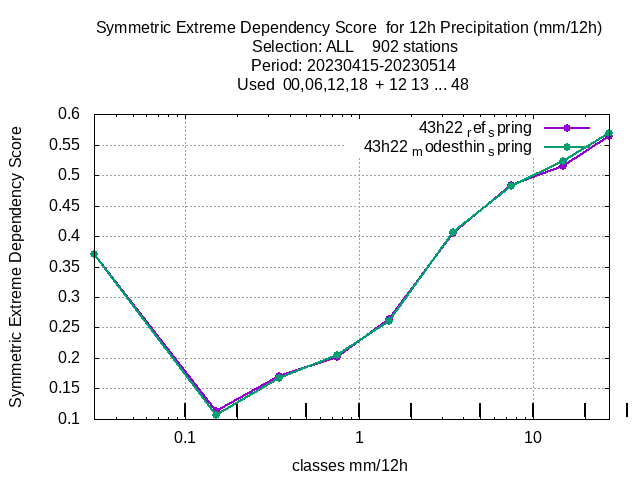 Symmetric Extreme Dependency Score  for 12h Precipitation (mm/12h)
Selection: ALL    902 stations
Period: 20230415-20230514
Used  00,06,12,18  + 12 13 ... 48
43h22 ref spring
43h22 modesthin spring
0.6
0.55
0.5
0.45
0.4
0.35
0.3
0.25
0.2
0.15
0.1
Symmetric Extreme Dependency Score
0.1 1 10
classes mm/12h